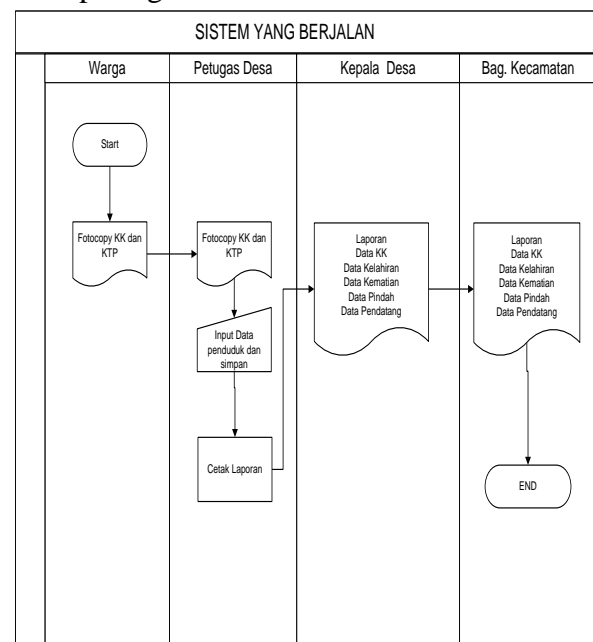 SISTEM YANG BERJALAN
Warga
Petugas Desa
Kepala Desa
Bag. Kecamatan
Start
Fotocopy KK dan
KTP
Fotocopy KK dan
KTP
Input Data
penduduk dan
simpan
Cetak Laporan
Laporan
Data KK
Data Kelahiran
Data Kematian
Data Pindah
Data Pendatang
Laporan
Data KK
Data Kelahiran
Data Kematian
Data Pindah
Data Pendatang
END